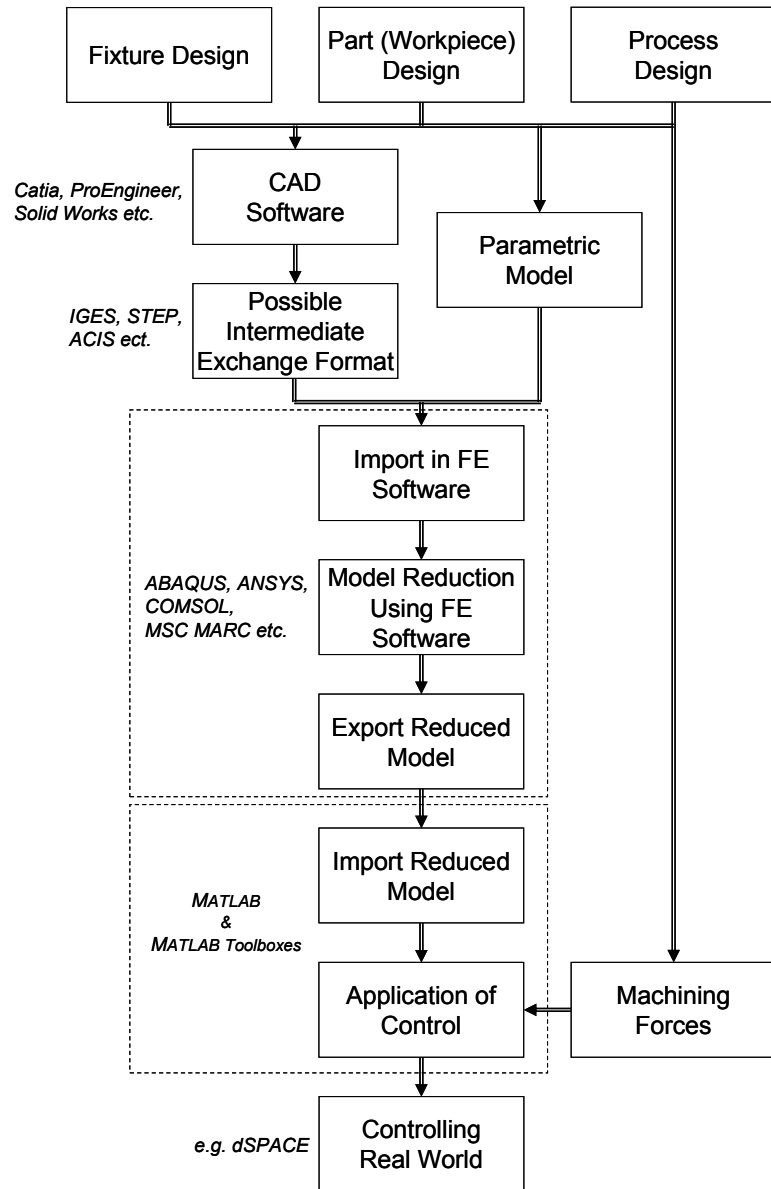 Fixture Design
Part (Workpiece)
Design
Process
Design
Catia, ProEngineer,
Solid Works etc.
CAD
Software
Parametric
Model
IGES, STEP,
ACIS ect.
Possible
Intermediate
Exchange Format
Import in FE
Software
ABAQUS, ANSYS,
COMSOL,
MSC MARC etc.
Model Reduction
Using FE
Software
Export Reduced
Model
Import Reduced
Model
MATLAB
&
MATLAB Toolboxes
Application of
Control
Machining
Forces
e.g. dSPACE
Controlling
Real World